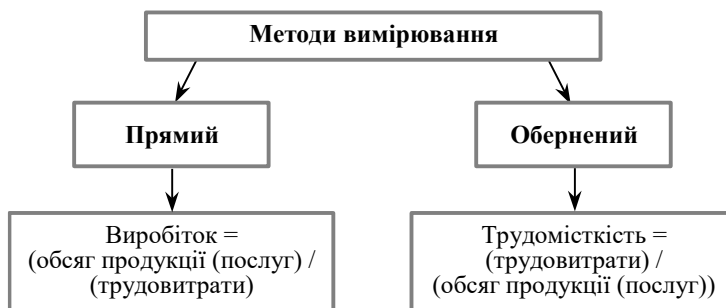 Методи вимірювання
Прямий
Обернений
Виробіток =
(обсяг продукції (послуг) /
(трудовитрати)
Трудомісткість =
(трудовитрати) /
(обсяг продукції (послуг))